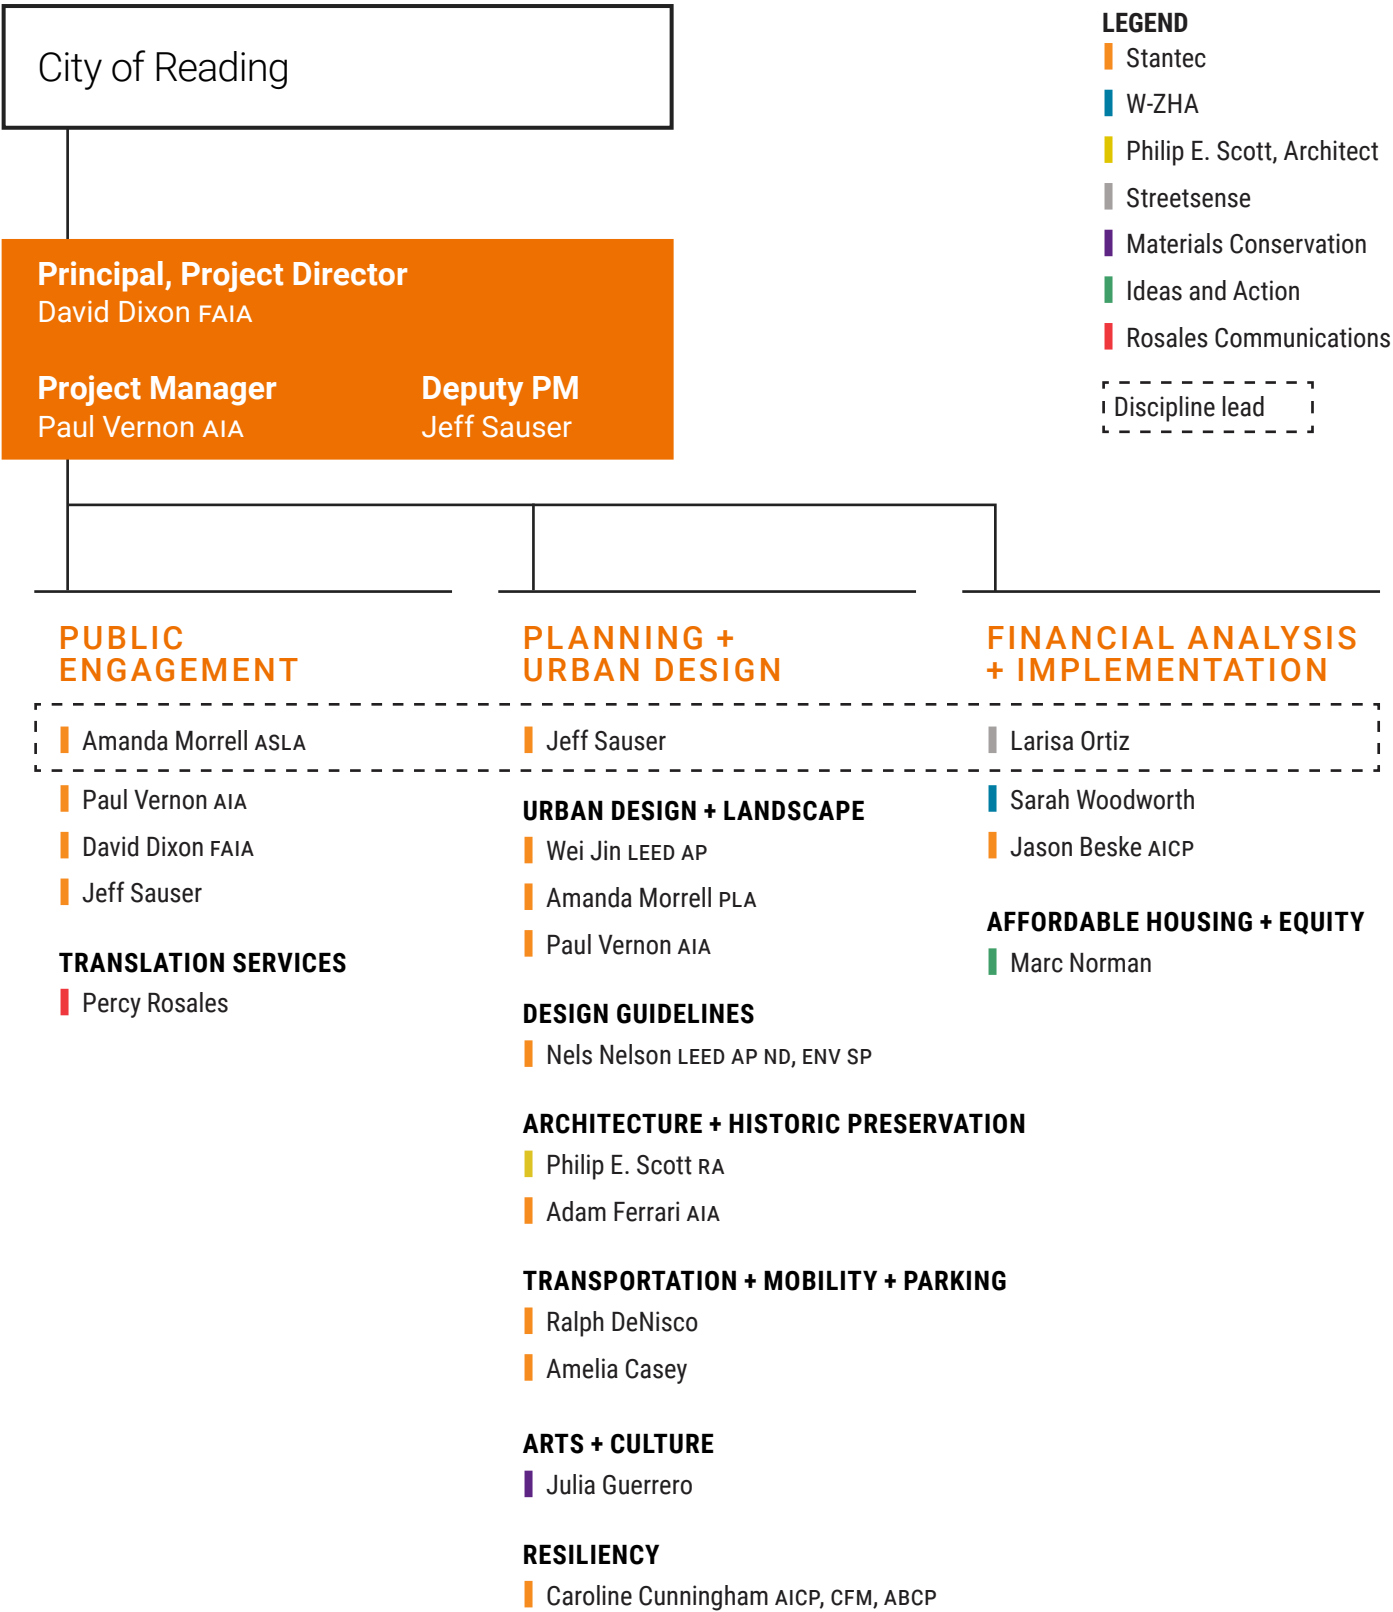 City of Reading
LEGEND
Stantec
W-ZHA
Philip E. Scott, Architect
Streetsense
Materials Conservation
Ideas and Action
Rosales Communications
Discipline lead
Principal, Project Director
David Dixon FAIA
Project Manager
Paul Vernon AIA
Deputy PM
Jeff Sauser
PUBLIC
ENGAGEMENT
Amanda Morrell ASLA
Paul Vernon AIA
David Dixon FAIA
Jeff Sauser
TRANSLATION SERVICES
Percy Rosales
PLANNING +
URBAN DESIGN
Jeff Sauser
URBAN DESIGN + LANDSCAPE
Wei Jin LEED AP
Amanda Morrell PLA
Paul Vernon AIA
DESIGN GUIDELINES
Nels Nelson LEED AP ND, ENV SP
ARCHITECTURE + HISTORIC PRESERVATION
Philip E. Scott RA
Adam Ferrari AIA
TRANSPORTATION + MOBILITY + PARKING
Ralph DeNisco
Amelia Casey
ARTS + CULTURE
Julia Guerrero
RESILIENCY
Caroline Cunningham AICP, CFM, ABCP
FINANCIAL ANALYSIS
+ IMPLEMENTATION
Larisa Ortiz
Sarah Woodworth
Jason Beske AICP
AFFORDABLE HOUSING + EQUITY
Marc Norman